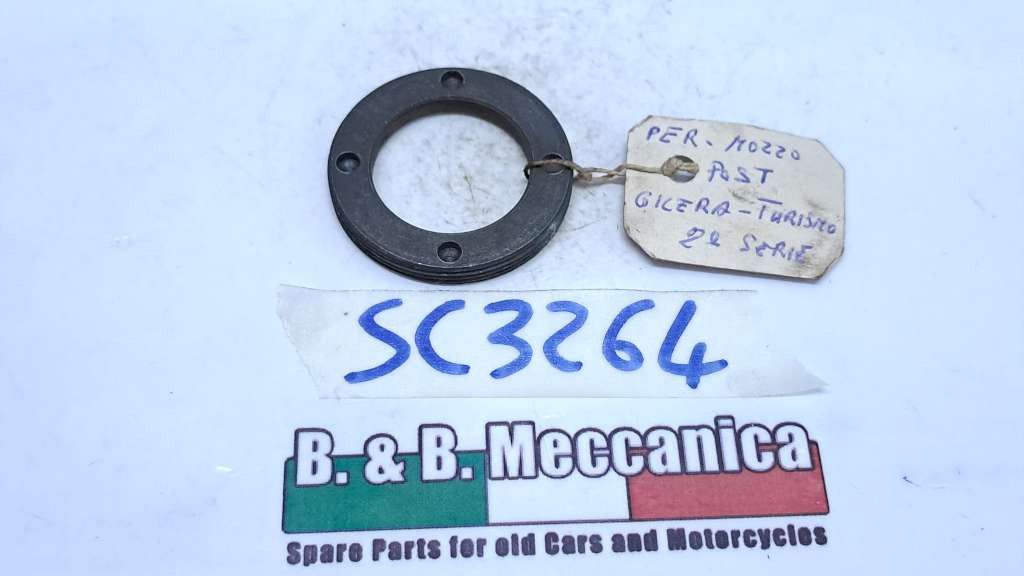 PER. MOZZO
POST
GILERA-TURISMO
2ª SERIE
SC3264
B. & B. Meccanica
Spare Parts for old Cars and Motorcycles